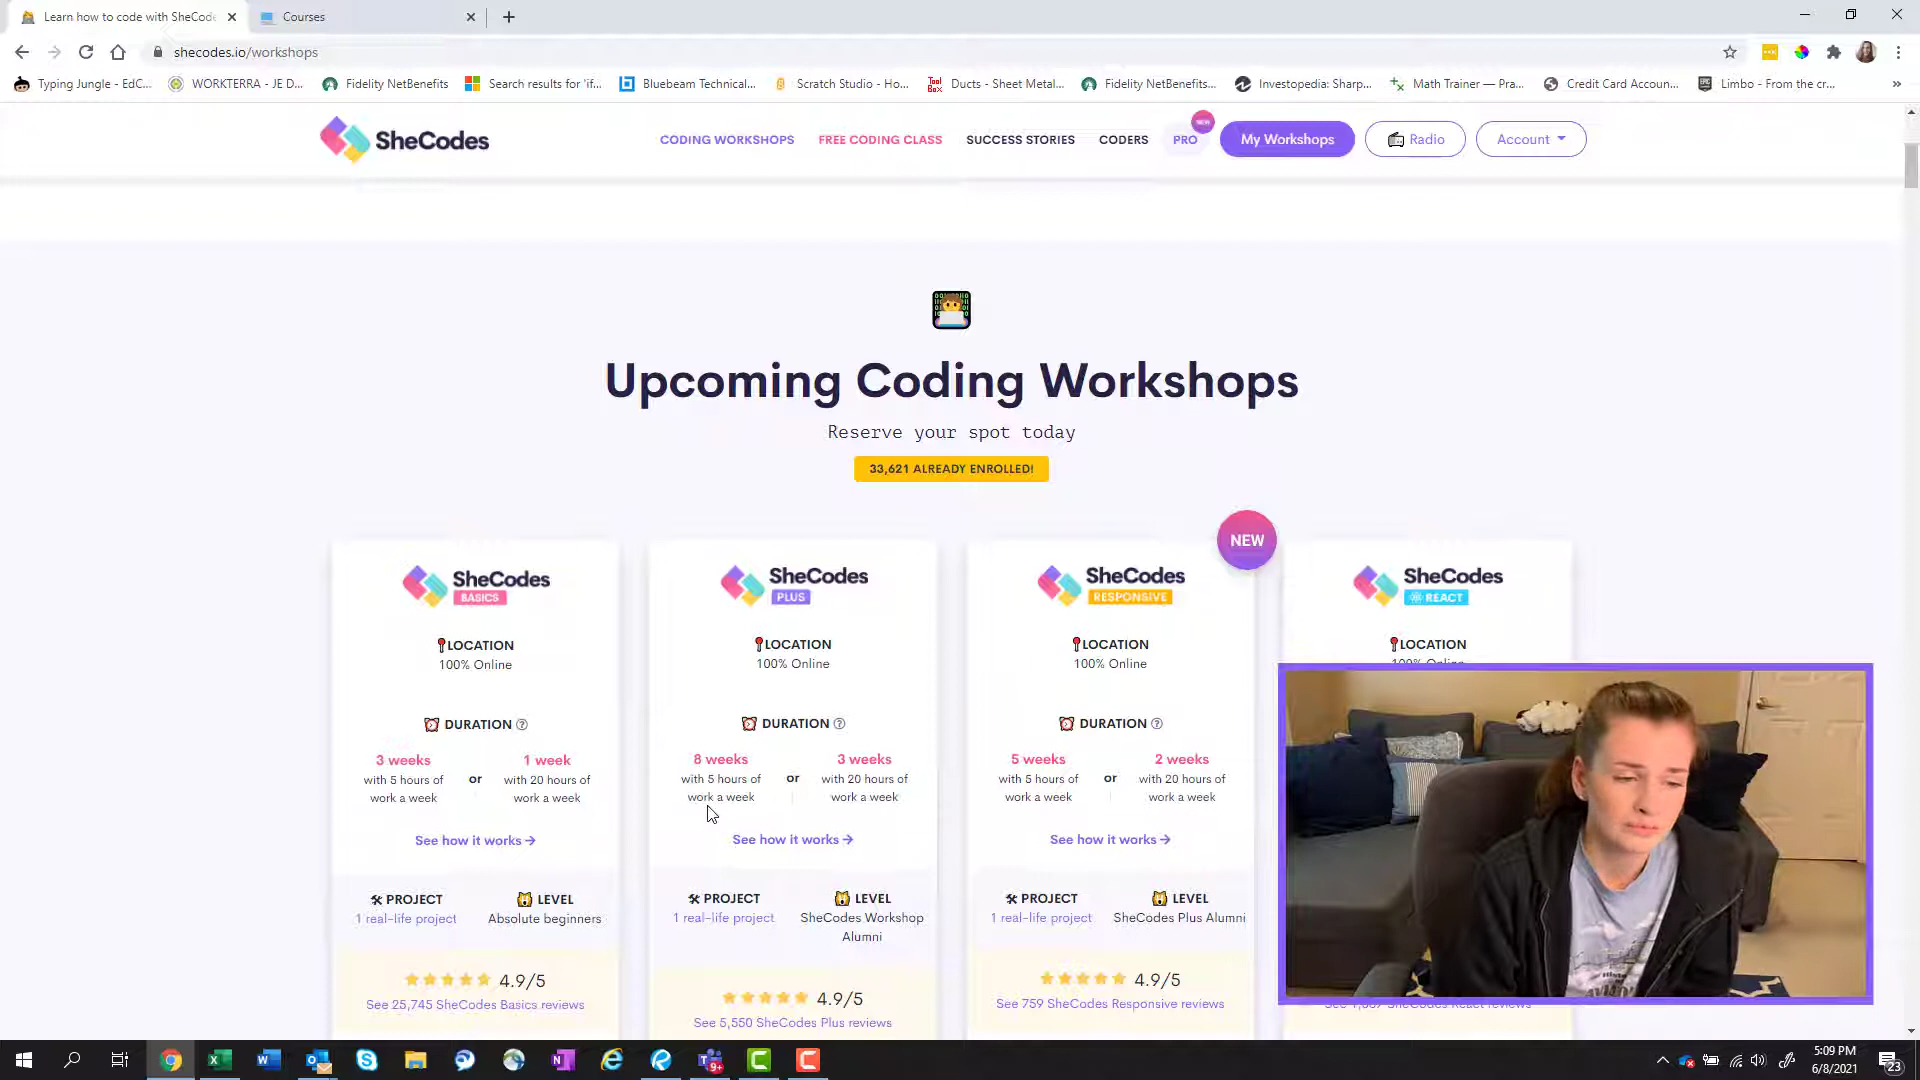 Learn how to code with SheCode
Courses
shecodes.io/workshops
Typing Jungle - EdC...
WORKTERRA - JE D...
Fidelity NetBenefits
Search results for 'if...
Bluebeam Technical...
Scratch Studio - Ho...
Ducts - Sheet Metal...
Fidelity NetBenefits...
Investopedia: Sharp...
Math Trainer — Pra...
Credit Card Accoun...
Limbo - From the cr...
SheCodes
CODING WORKSHOPS
FREE CODING CLASS
SUCCESS STORIES
CODERS
PRO
NEW
My Workshops
Radio
Account
Upcoming Coding Workshops
Reserve your spot today
33,621 ALREADY ENROLLED!
SheCodes
BASICS
LOCATION
100% Online
DURATION
3 weeks
with 5 hours of
work a week
or
1 week
with 20 hours of
work a week
See how it works →
PROJECT
1 real-life project
LEVEL
Absolute beginners
4.9/5
See 25,745 SheCodes Basics reviews
SheCodes
PLUS
LOCATION
100% Online
DURATION
8 weeks
with 5 hours of
work a week
or
3 weeks
with 20 hours of
work a week
See how it works →
PROJECT
1 real-life project
LEVEL
SheCodes Workshop
Alumni
4.9/5
See 5,550 SheCodes Plus reviews
NEW
SheCodes
RESPONSIVE
LOCATION
100% Online
DURATION
5 weeks
with 5 hours of
work a week
or
2 weeks
with 20 hours of
work a week
See how it works →
PROJECT
1 real-life project
LEVEL
SheCodes Plus Alumni
4.9/5
See 759 SheCodes Responsive reviews
SheCodes
REACT
LOCATION
100% Online
SheCodes React reviews
5:09 PM
6/8/2021
23
9+